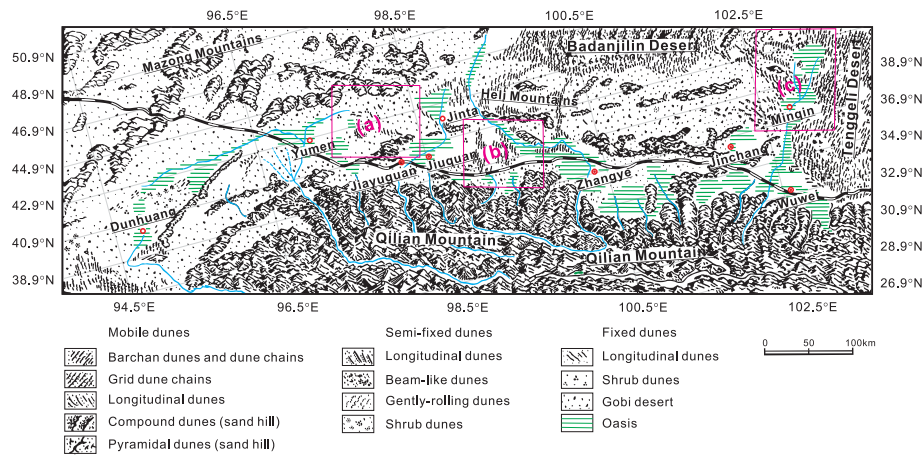 96.5°E 98.5°E 100.5°E 102.5°E
50.9°N
48.9°N
46.9°N
44.9°N
42.9°N
40.9°N
38.9°N
Mazong Mountains
Badanjilin Desert
Tenggeli Desert
Heli Mountains
(a)
(b)
(c)
Jinta
Minqin
Yumen
Jiayuguan
Jiuquan
Zhangye
Jinchang
Wuwei
Dunhuang
Qilian Mountains
Qilian Mountain
38.9°N
36.9°N
34.9°N
32.9°N
30.9°N
28.9°N
26.9°N
94.5°E 96.5°E 98.5°E 100.5°E 102.5°E
Mobile dunes
Barchan dunes and dune chains
Grid dune chains
Longitudinal dunes
Compound dunes (sand hill)
Pyramidal dunes (sand hill)
Semi-fixed dunes
Longitudinal dunes
Beam-like dunes
Gently-rolling dunes
Shrub dunes
Fixed dunes
Longitudinal dunes
Shrub dunes
Gobi desert
Oasis
0 50 100km